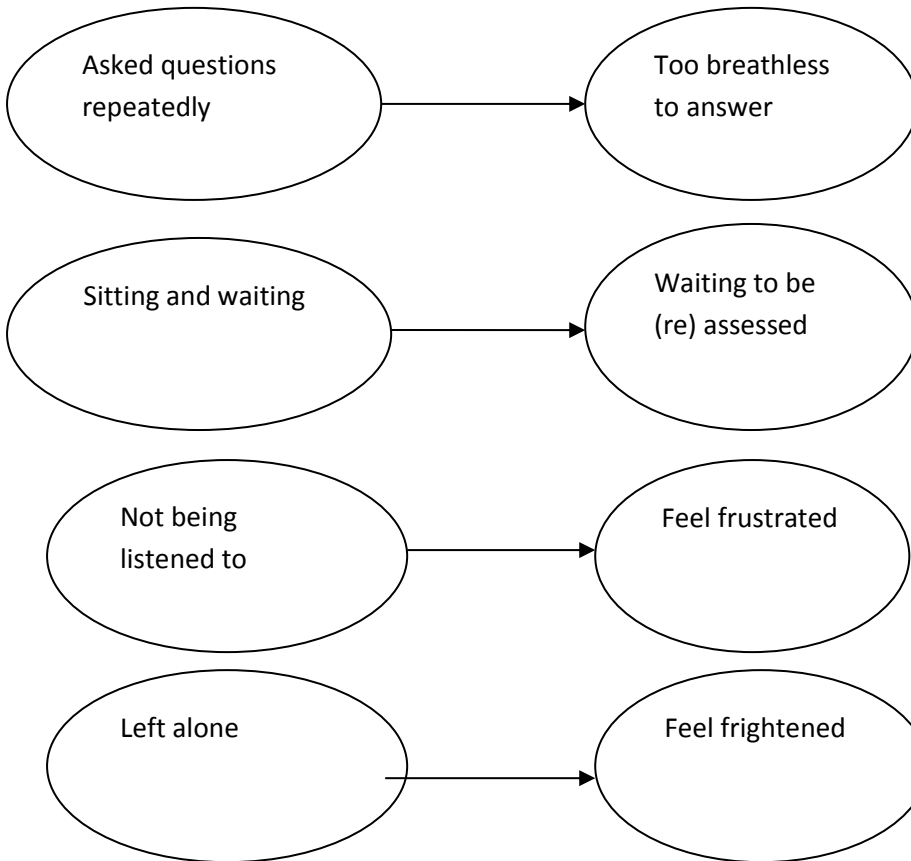 Asked questions
repeatedly
Too breathless
to answer
Sitting and waiting
Waiting to be
(re) assessed
Not being
listened to
Feel frustrated
Left alone
Feel frightened